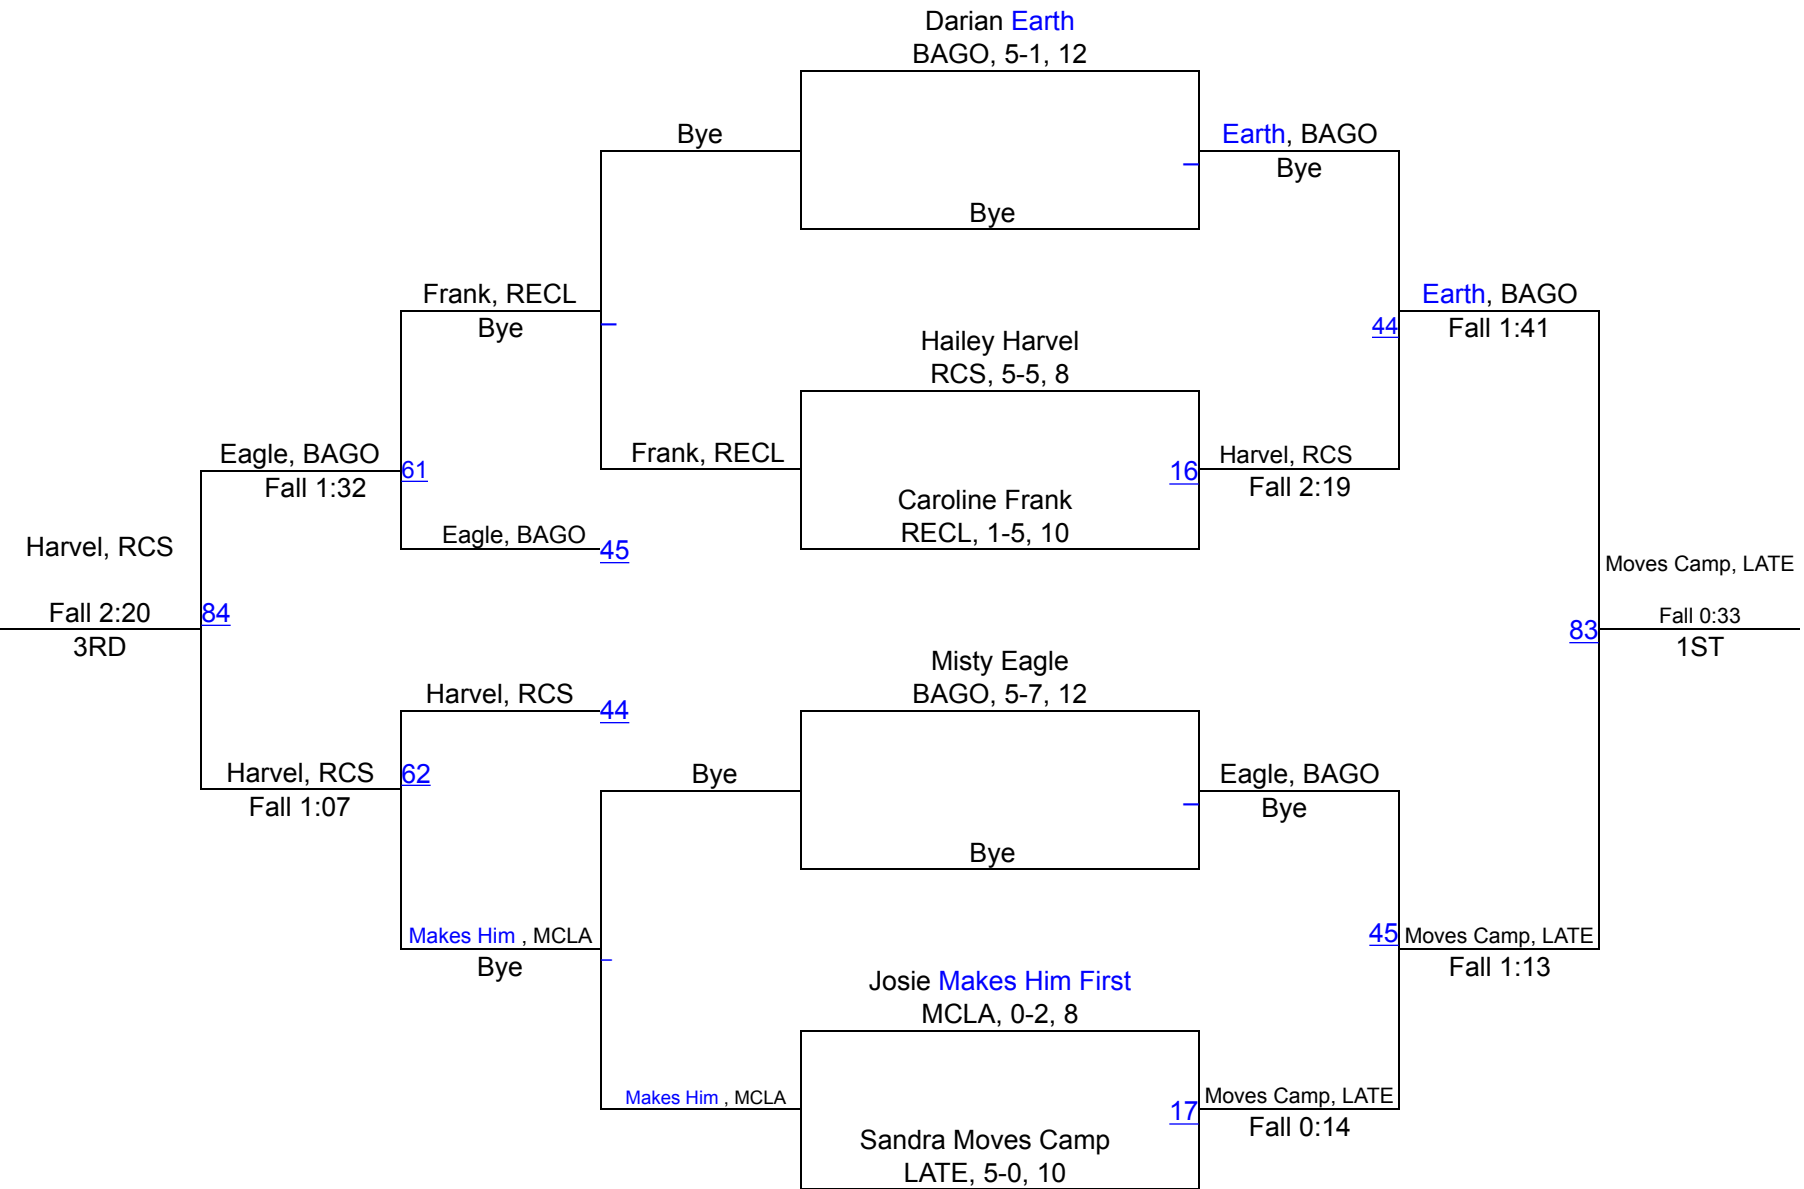 Darian Earth
BAGO, 5-1, 12
Bye
Earth, BAGO
Bye
Bye
Frank, RECL
Bye
Earth, BAGO
44
Fall 1:41
Hailey Harvel
RCS, 5-5, 8
Eagle, BAGO
61
Fall 1:32
Frank, RECL
16
Harvel, RCS
Fall 2:19
Caroline Frank
RECL, 1-5, 10
Eagle, BAGO
45
Harvel, RCS
Fall 2:20
84
3RD
Moves Camp, LATE
Fall 0:33
83
1ST
Misty Eagle
BAGO, 5-7, 12
Harvel, RCS
44
Harvel, RCS
62
Fall 1:07
Bye
Eagle, BAGO
Bye
Bye
Makes Him , MCLA
Bye
45
Moves Camp, LATE
Fall 1:13
Josie Makes Him First
MCLA, 0-2, 8
Makes Him , MCLA
17
Moves Camp, LATE
Fall 0:14
Sandra Moves Camp
LATE, 5-0, 10